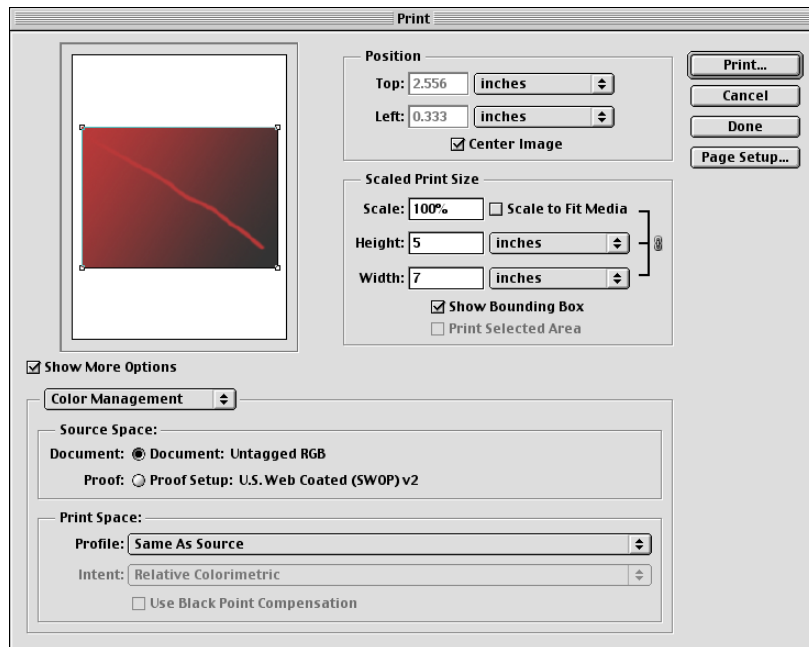 Print
Position
Top: 2.556 inches
Left: 0.333 inches
Center Image
Scaled Print Size
Scale: 100% Scale to Fit Media
Height: 5 inches
Width: 7 inches
Show Bounding Box
Print Selected Area
Print...
Cancel
Done
Page Setup...
Show More Options
Color Management
Source Space:
Document: Document: Untagged RGB
Proof: Proof Setup: U.S. Web Coated (SWOP) v2
Print Space:
Profile: Same As Source
Intent: Relative Colorimetric
Use Black Point Compensation